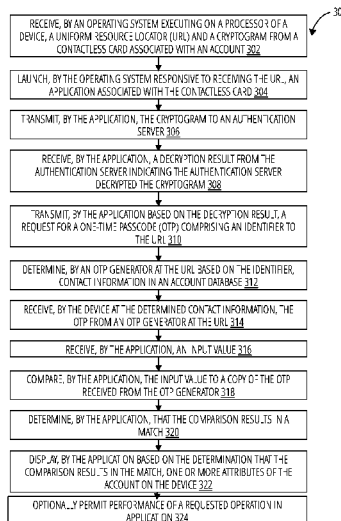 30
RECEIVE, BY AN OPERATING SYSTEM EXECUTING ON A PROCESSOR OF A
DEVICE, A UNIFORM RESOURCE LOCATOR (URL) AND A CRYPTOGRAM FROM A
CONTACTLESS CARD ASSOCIATED WITH AN ACCOUNT 302
LAUNCH, BY THE OPERATING SYSTEM RESPONSIVE TO RECEIVING THE URL, AN
APPLICATION ASSOCIATED WITH THE CONTACTLESS CARD 304
TRANSMIT, BY THE APPLICATION, THE CRYPTOGRAM TO AN AUTHENTICATION
SERVER 306
RECEIVE, BY THE APPLICATION, A DECRYPTION RESULT FROM THE
AUTHENTICATION SERVER INDICATING THE AUTHENTICATION SERVER
DECRYPTED THE CRYPTOGRAM 308
TRANSMIT, BY THE APPLICATION BASED ON THE DECRYPTION RESULT, A
REQUEST FOR A ONE-TIME PASSCODE (OTP) COMPRISING AN IDENTIFIER TO
THE URL 310
DETERMINE, BY AN OTP GENERATOR AT THE URL BASED ON THE IDENTIFIER,
CONTACT INFORMATION IN AN ACCOUNT DATABASE 312
RECEIVE, BY THE DEVICE AT THE DETERMINED CONTACT INFORMATION, THE
OTP FROM AN OTP GENERATOR AT THE URL 314
RECEIVE, BY THE APPLICATION, AN INPUT VALUE 316
COMPARE, BY THE APPLICATION, THE INPUT VALUE TO A COPY OF THE OTP
RECEIVED FROM THE OTP GENERATOR 318
DETERMINE, BY THE APPLICATION, THAT THE COMPARISON RESULTS IN A
MATCH 320
DISPLAY, BY THE APPLICATION BASED ON THE DETERMINATION THAT THE
COMPARISON RESULTS IN THE MATCH, ONE OR MORE ATTRIBUTES OF THE
ACCOUNT ON THE DEVICE 322
OPTIONALLY PERMIT PERFORMANCE OF A REQUESTED OPERATION IN
APPLICATION 324